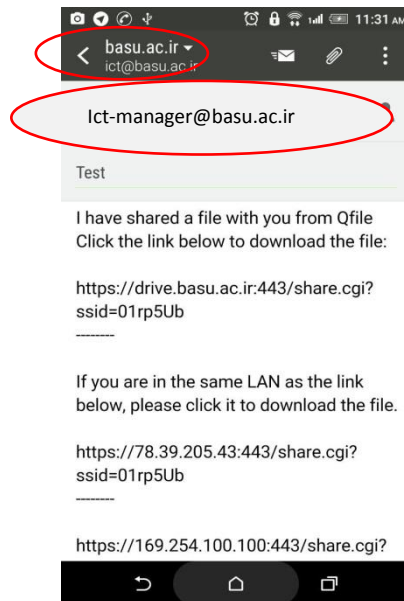 11:31 AM
basu.ac.ir
ict@basu.ac.ir
Ict-manager@basu.ac.ir
Test
I have shared a file with you from Qfile
Click the link below to download the file:
https://drive.basu.ac.ir:443/share.cgi?
ssid=01rp5Ub
--------
If you are in the same LAN as the link
below, please click it to download the file.
https://78.39.205.43:443/share.cgi?
ssid=01rp5Ub
--------
https://169.254.100.100:443/share.cgi?